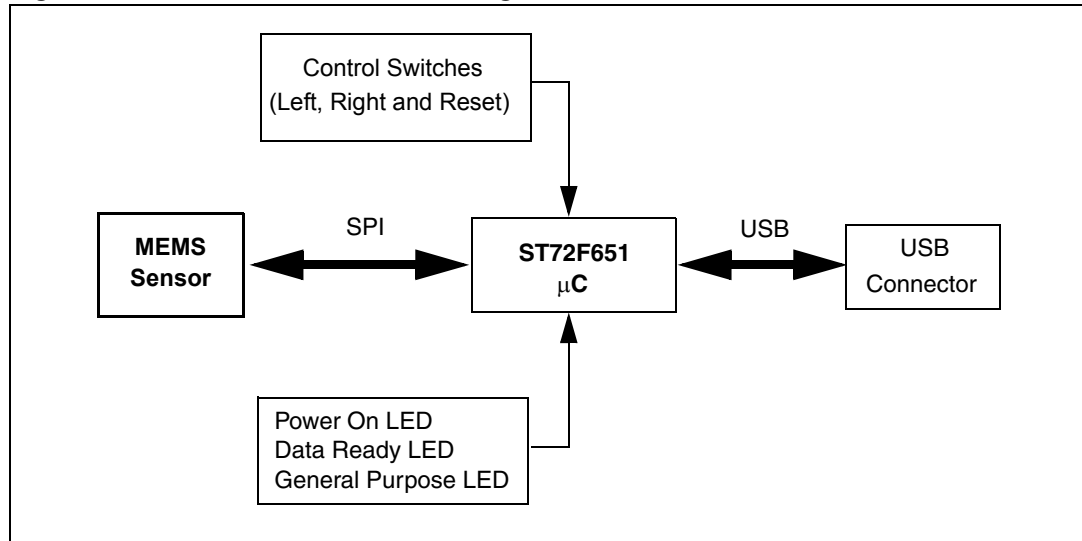 Control Switches
(Left, Right and Reset)
MEMS
Sensor
SPI
ST72F651
μC
USB
USB
Connector
Power On LED
Data Ready LED
General Purpose LED